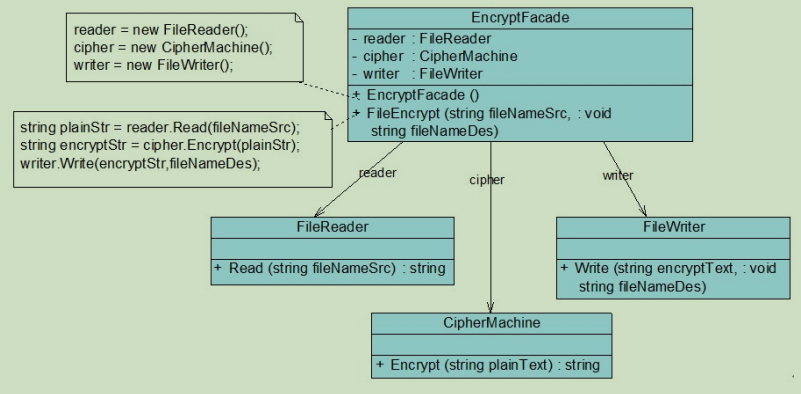 reader = new FileReader();
cipher = new CipherMachine();
writer = new FileWriter();
string plainStr = reader.Read(fileNameSrc);
string encryptStr = cipher.Encrypt(plainStr);
writer.Write(encryptStr,fileNameDes);
EncryptFacade
- reader : FileReader
- cipher : CipherMachine
- writer : FileWriter
+ EncryptFacade ()
+ FileEncrypt (string fileNameSrc, : void
string fileNameDes)
reader
cipher
writer
FileReader
+ Read (string fileNameSrc) : string
FileWriter
+ Write (string encryptText, : void
string fileNameDes)
CipherMachine
+ Encrypt (string plainText) : string